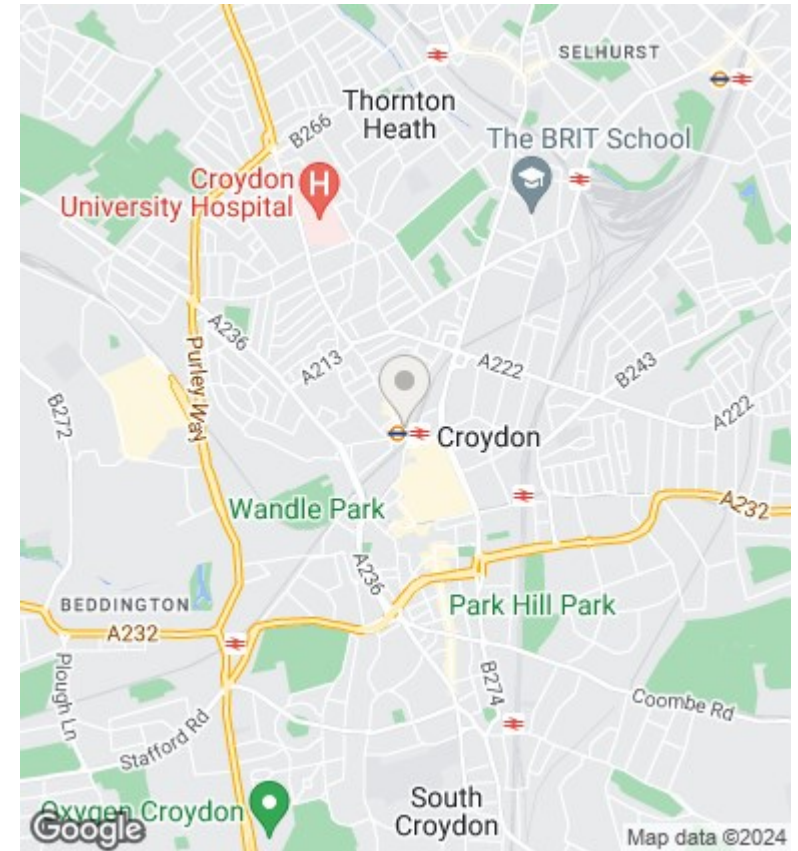 SELHURST
Thornton
Heath
B266
The BRIT School
Croydon
University Hospital
H
A236
Purley Way
A213
A222
B243
A222
B272
Croydon
Wandle Park
A232
A236
BEDDINGTON
A232
Park Hill Park
Plough Ln
B274
Coombe Rd
Stafford Rd
Oxygen Croydon
South
Croydon
Google
Map data ©2024